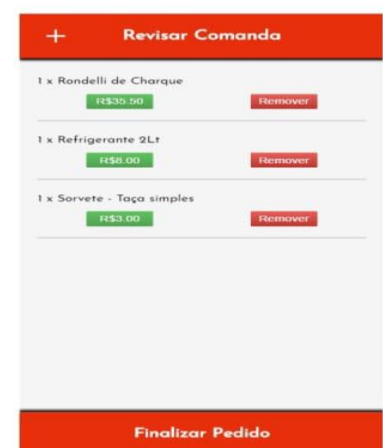 + Revisar Comanda
1 x Rondelli de Charque
R$35.50 Remover
1 x Refrigerante 2Lt
R$8.00 Remover
1 x Sorvete - Taça simples
R$3.00 Remover
Finalizar Pedido